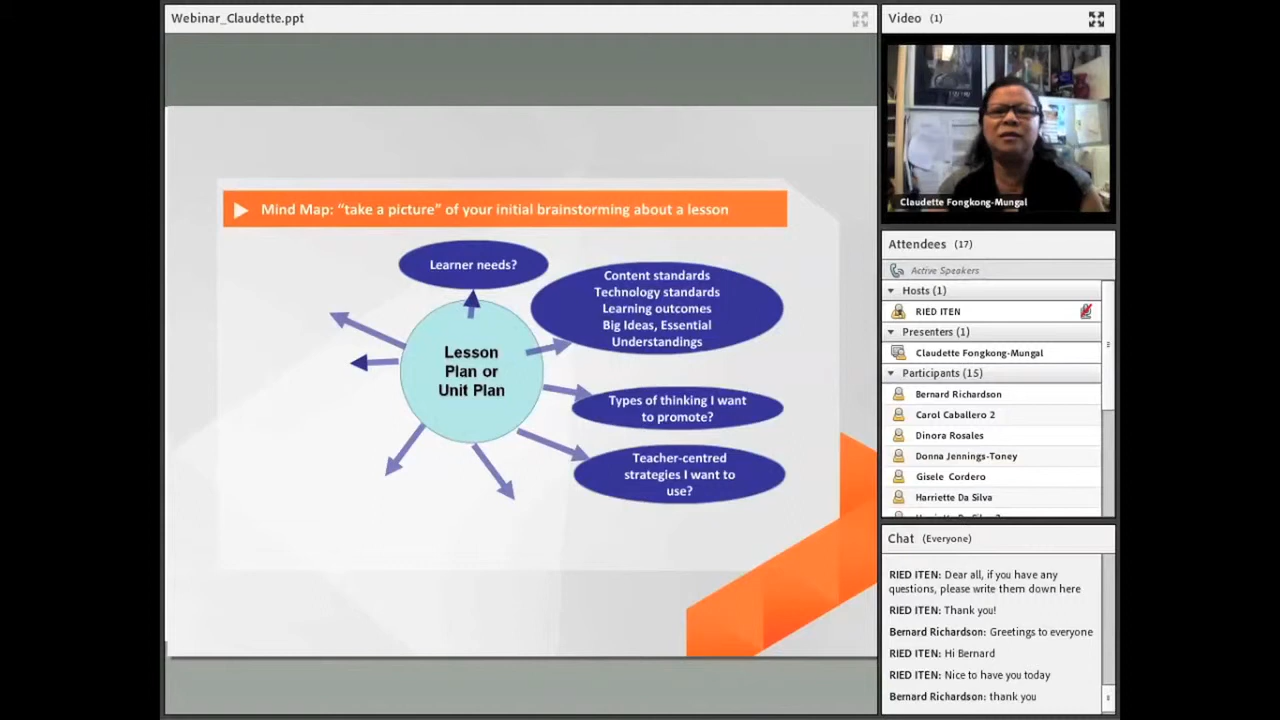 Webinar_Claudette.ppt
Mind Map: “take a picture” of your initial brainstorming about a lesson
Learner needs?
Content standards
Technology standards
Learning outcomes
Big Ideas, Essential
Understandings
Lesson
Plan or
Unit Plan
Types of thinking I want
to promote?
Teacher-centred
strategies I want to
use?
Video (1)
Claudette Fongkong-Mungal
Attendees (17)
Active Speakers
Hosts (1)
RIED ITEN
Presenters (1)
Claudette Fongkong-Mungal
Participants (15)
Bernard Richardson
Carol Caballero 2
Dinora Rosales
Donna Jennings-Toney
Gisele Cordero
Harriette Da Silva
Chat (Everyone)
RIED ITEN: Dear all, if you have any
questions, please write them down here
RIED ITEN: Thank you!
Bernard Richardson: Greetings to everyone
RIED ITEN: Hi Bernard
RIED ITEN: Nice to have you today
Bernard Richardson: thank you